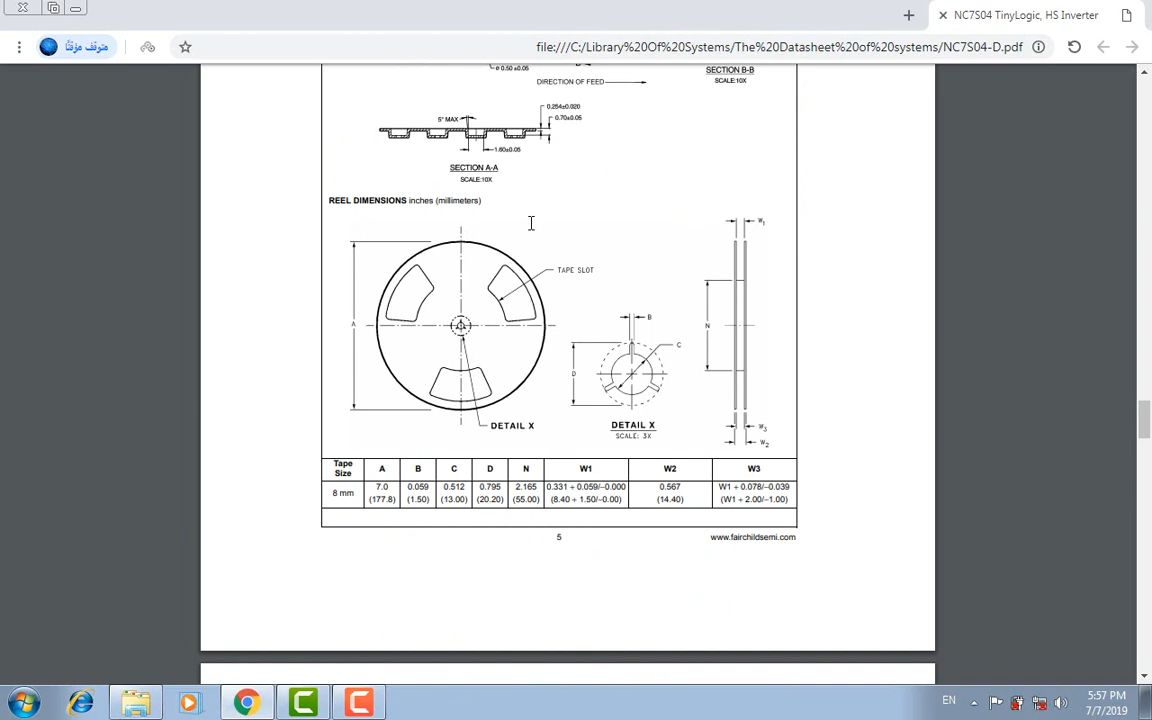 NC7S04 TinyLogic, HS Inverter
متوقف مؤقتًا
file:///C:/Library%20Of%20Systems/The%20Datasheet%20of%20systems/NC7S04-D.pdf
ø 0.50 ±0.05
SECTION B-B
SCALE:10X
DIRECTION OF FEED
0.254±0.020
0.70±0.05
5° MAX
1.60±0.05
SECTION A-A
SCALE:10X
REEL DIMENSIONS inches (millimeters)
W1
TAPE SLOT
A
B
C
D
N
DETAIL X
DETAIL X
SCALE: 3X
W3
W2
Tape Size A B C D N W1 W2 W3
8 mm 7.0 0.059 0.512 0.795 2.165 0.331 + 0.059/−0.000 0.567 W1 + 0.078/−0.039
(177.8) (1.50) (13.00) (20.20) (55.00) (8.40 + 1.50/−0.00) (14.40) (W1 + 2.00/−1.00)
5 www.fairchildsemi.com
EN
5:57 PM
7/7/2019